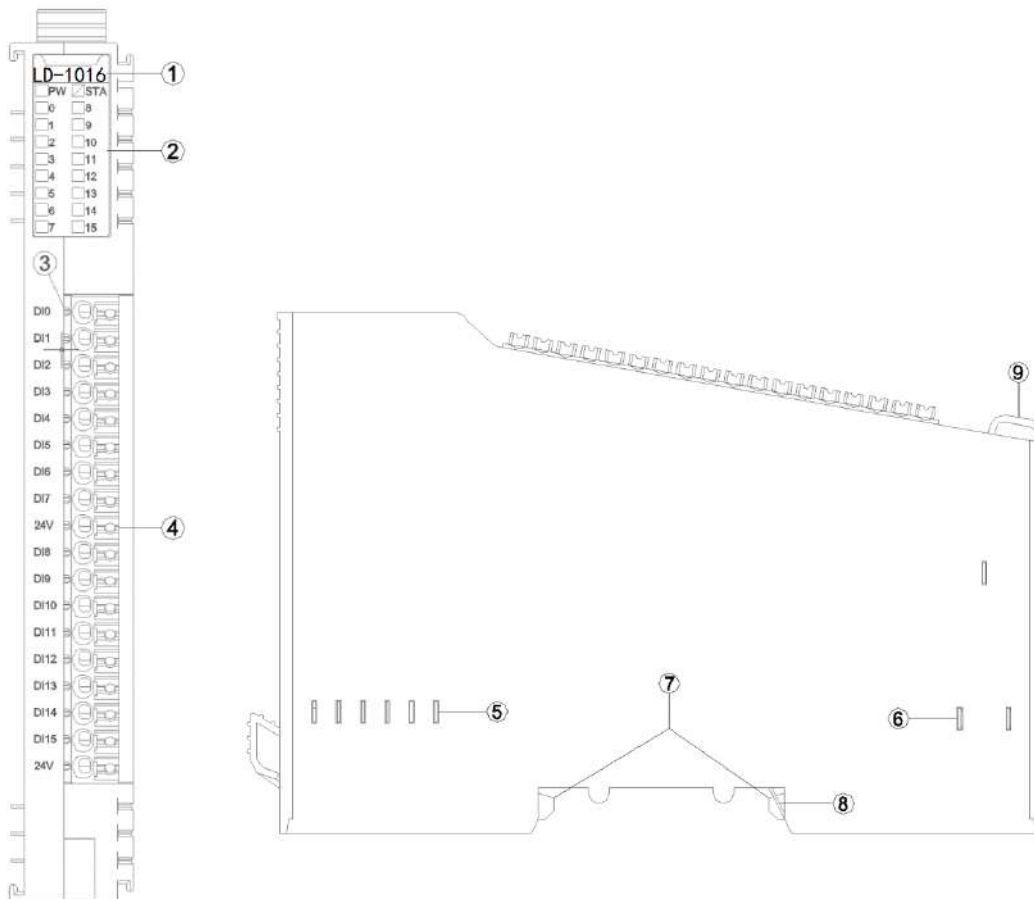 LD-1016
①
PW STA
0 8
1 9
2 10
②
3 11
4 12
5 13
6 14
7 15
③
DI0
DI1
DI2
DI3
DI4
DI5
DI6
DI7
24V
④
DI8
DI9
DI10
DI11
DI12
DI13
DI14
DI15
24V
⑨
⑦
⑤
⑥
⑧